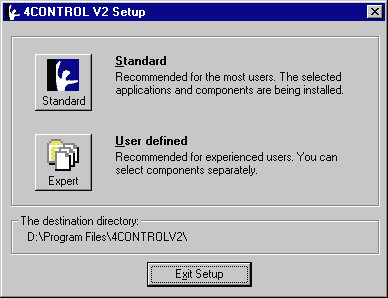 4CONTROL V2 Setup
Standard
Recommended for the most users. The selected
applications and components are being installed.
Standard
User defined
Recommended for experienced users. You can
select components separately.
Expert
The destination directory:
D:\Program Files\4CONTROLV2\
Exit Setup